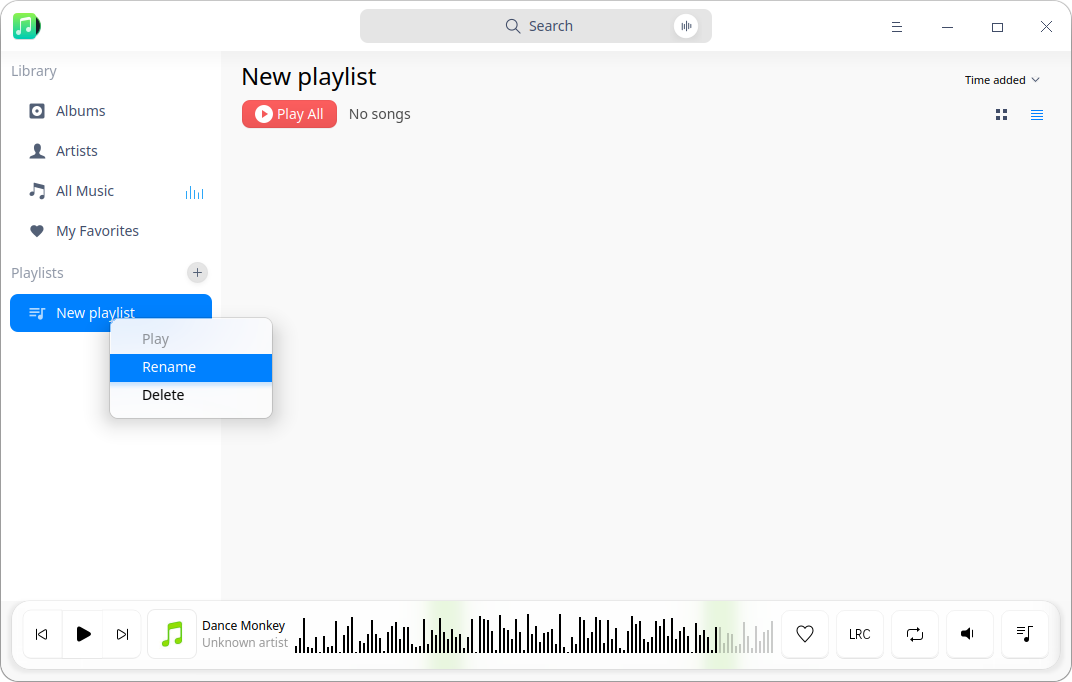 Search
Library
Albums
Artists
All Music
My Favorites
Playlists
New playlist
Play
Rename
Delete
New playlist
Time added
Play All
No songs
Dance Monkey
Unknown artist
LRC